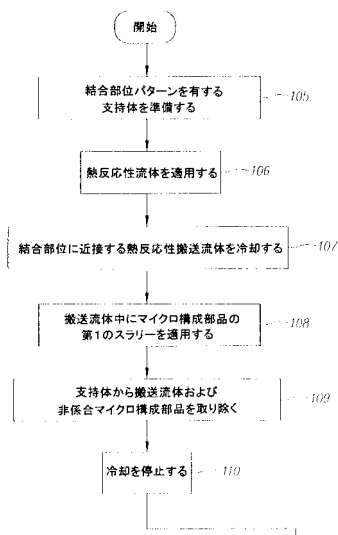 開始
結合部位パターンを有する
支持体を準備する
105
熱反応性流体を適用する
106
結合部位に近接する熱反応性搬送流体を冷却する
107
搬送流体中にマイクロ構成部品の
第1のスラリーを適用する
108
支持体から搬送流体および
非係合マイクロ構成部品を取り除く
109
冷却を停止する
110